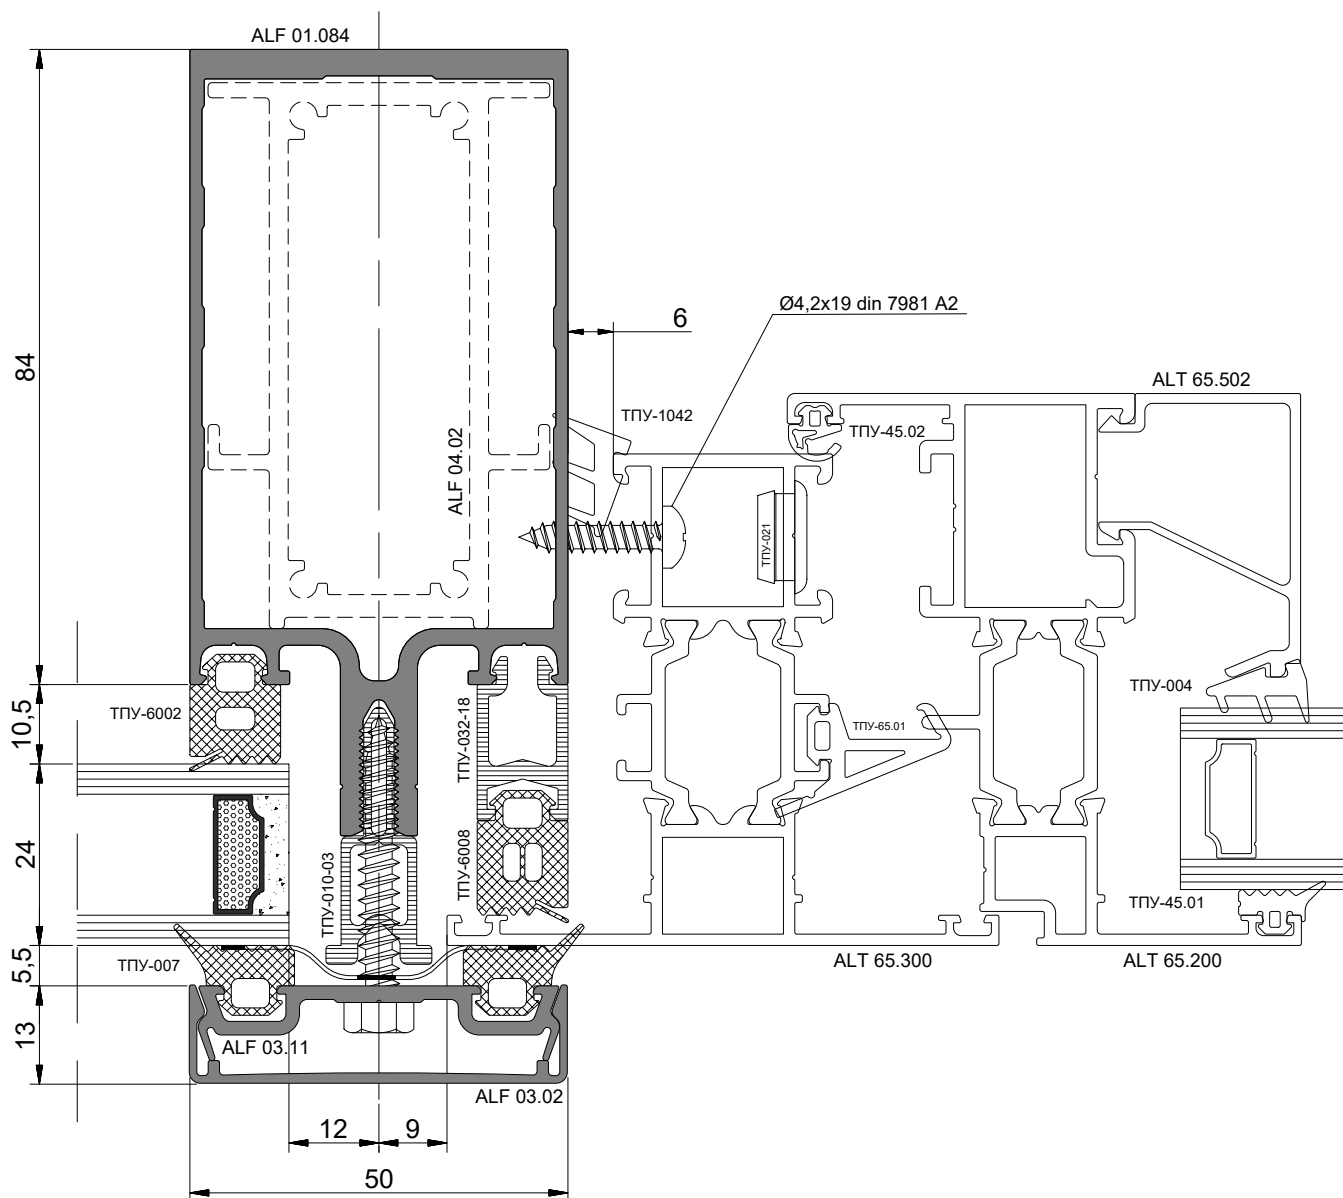 ALF 01.084
Ø4,2x19 din 7981 A2
6
84
ALT 65.502
ТПУ-1042
ТПУ-45.02
ALF 04.02
ТПУ-021
ТПУ-004
ТПУ-6002
10,5
ТПУ-032-18
ТПУ-65.01
24
ТПУ-010-03
ТПУ-6008
ТПУ-45.01
5,5
ТПУ-007
ALT 65.300
ALT 65.200
13
ALF 03.11
ALF 03.02
12
9
50